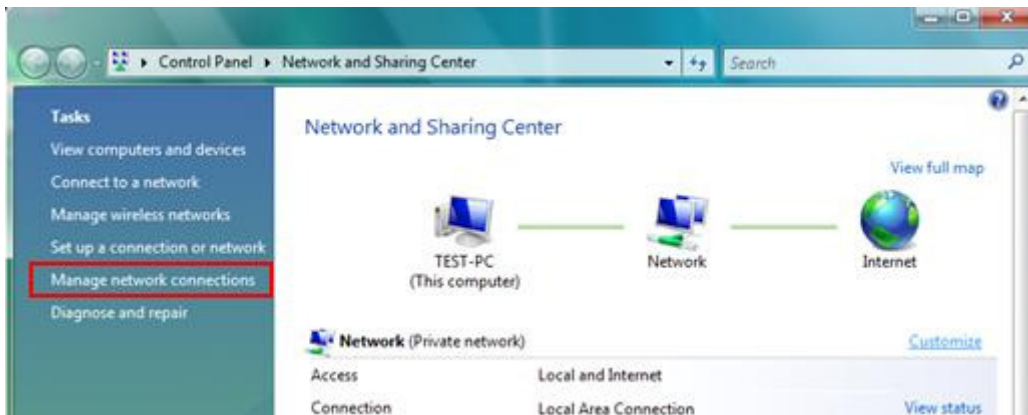 Control Panel Network and Sharing Center Search
Tasks
View computers and devices
Connect to a network
Manage wireless networks
Set up a connection or network
Manage network connections
Diagnose and repair
Network and Sharing Center
View full map
TEST-PC
(This computer)
Network
Internet
Network (Private network) Customize
Access Local and Internet
Connection Local Area Connection View status